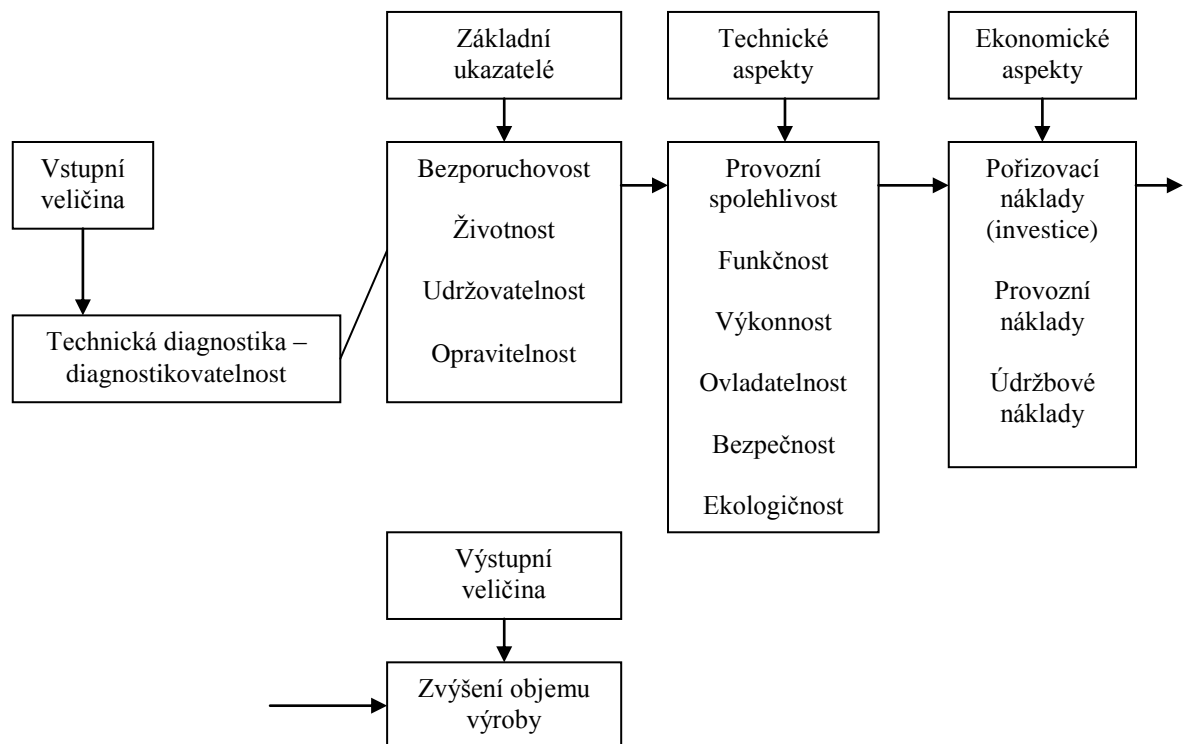 Základní
ukazatelé
Technické
aspekty
Ekonomické
aspekty
Vstupní
veličina
Technická diagnostika –
diagnostikovatelnost
Bezporuchovost
Životnost
Udržovatelnost
Opravitelnost
Provozní
spolehlivost
Funkčnost
Výkonnost
Ovladatelnost
Bezpečnost
Ekologičnost
Pořizovací
náklady
(investice)
Provozní
náklady
Údržbové
náklady
Výstupní
veličina
Zvýšení objemu
výroby